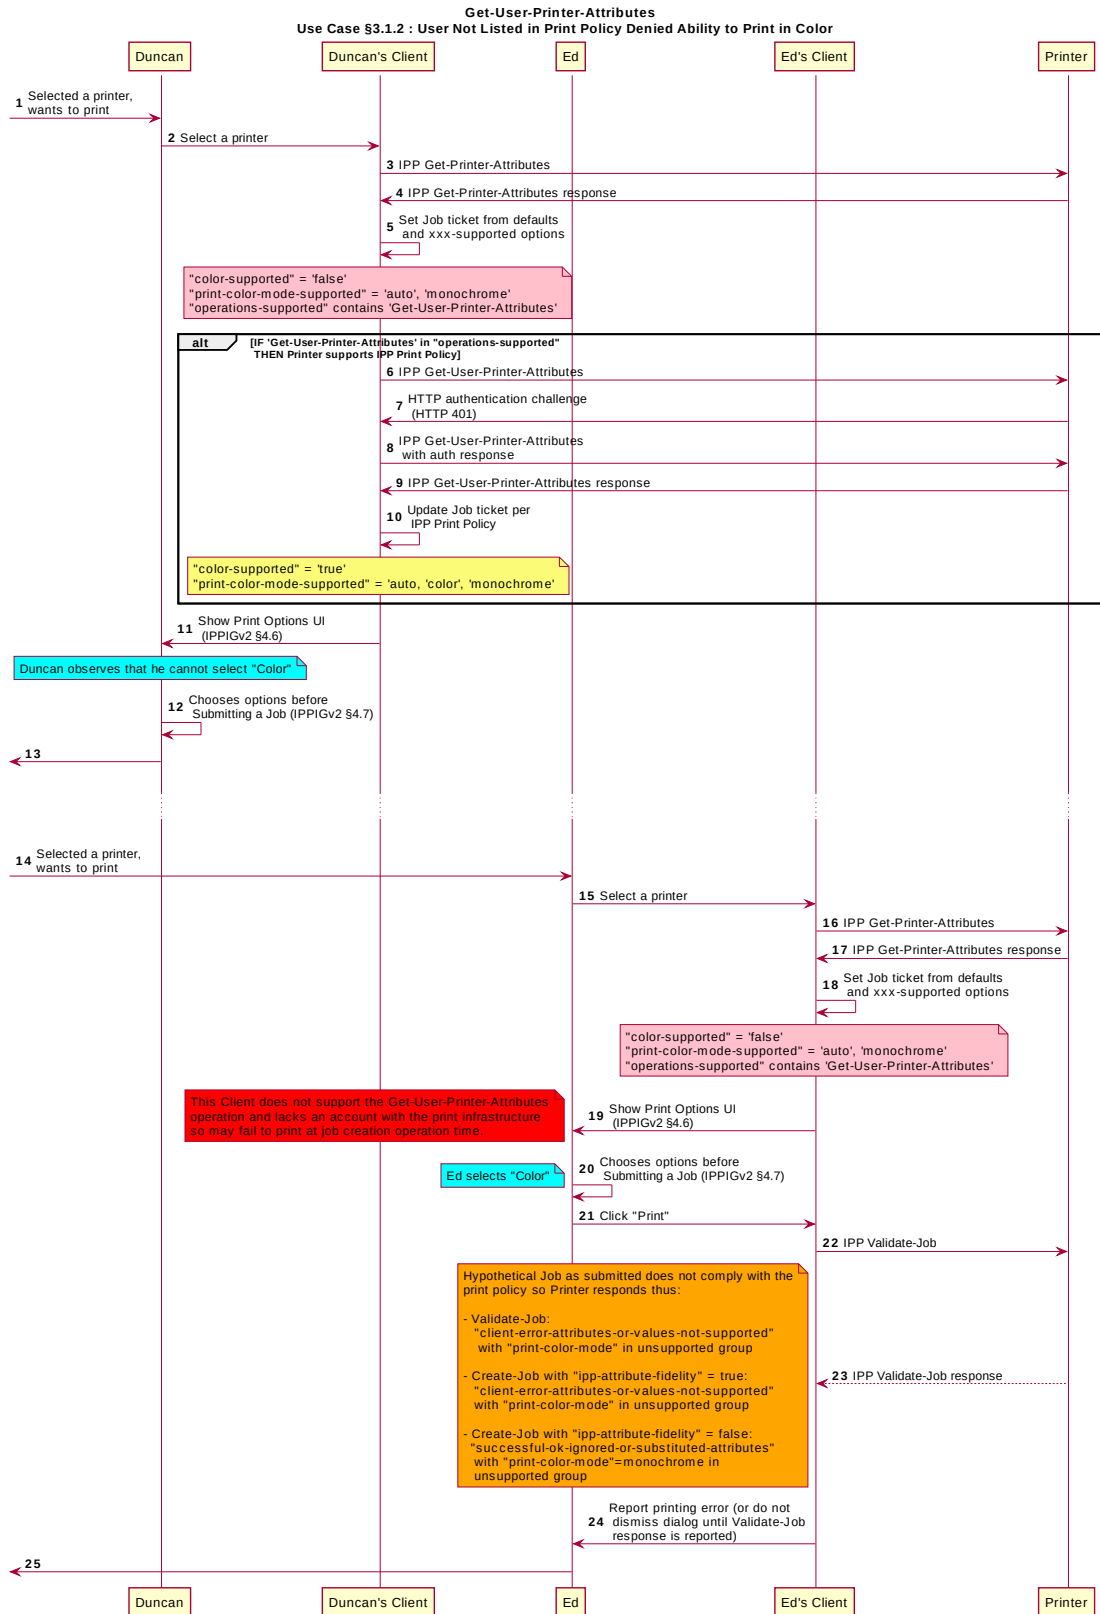 Get-User-Printer-Attributes
Use Case §3.1.2 : User Not Listed in Print Policy Denied Ability to Print in Color
Duncan
Duncan's Client
Ed
Ed's Client
Printer
1 Selected a printer,
wants to print
2 Select a printer
3 IPP Get-Printer-Attributes
4 IPP Get-Printer-Attributes response
5 Set Job ticket from defaults
and xxx-supported options
"color-supported" = 'false'
"print-color-mode-supported" = 'auto', 'monochrome'
"operations-supported" contains 'Get-User-Printer-Attributes'
alt
[IF 'Get-User-Printer-Attributes' in "operations-supported"
THEN Printer supports IPP Print Policy]
6 IPP Get-User-Printer-Attributes
7 HTTP authentication challenge
(HTTP 401)
8 IPP Get-User-Printer-Attributes
with auth response
9 IPP Get-User-Printer-Attributes response
10 Update Job ticket per
IPP Print Policy
"color-supported" = 'true'
"print-color-mode-supported" = 'auto, 'color', 'monochrome'
11 Show Print Options UI
(IPPIGv2 §4.6)
Duncan observes that he cannot select "Color"
12 Chooses options before
Submitting a Job (IPPIGv2 §4.7)
13
14 Selected a printer,
wants to print
15 Select a printer
16 IPP Get-Printer-Attributes
17 IPP Get-Printer-Attributes response
18 Set Job ticket from defaults
and xxx-supported options
"color-supported" = 'false'
"print-color-mode-supported" = 'auto', 'monochrome'
"operations-supported" contains 'Get-User-Printer-Attributes'
This Client does not support the Get-User-Printer-Attributes
operation and lacks an account with the print infrastructure
so may fail to print at job creation operation time.
19 Show Print Options UI
(IPPIGv2 §4.6)
Ed selects "Color"
20 Chooses options before
Submitting a Job (IPPIGv2 §4.7)
21 Click "Print"
22 IPP Validate-Job
Hypothetical Job as submitted does not comply with the
print policy so Printer responds thus:
- Validate-Job:
"client-error-attributes-or-values-not-supported"
with "print-color-mode" in unsupported group
- Create-Job with "ipp-attribute-fidelity" = true:
"client-error-attributes-or-values-not-supported"
with "print-color-mode" in unsupported group
- Create-Job with "ipp-attribute-fidelity" = false:
"successful-ok-ignored-or-substituted-attributes"
with "print-color-mode"=monochrome in
unsupported group
23 IPP Validate-Job response
24 Report printing error (or do not
dismiss dialog until Validate-Job
response is reported)
25
Duncan
Duncan's Client
Ed
Ed's Client
Printer